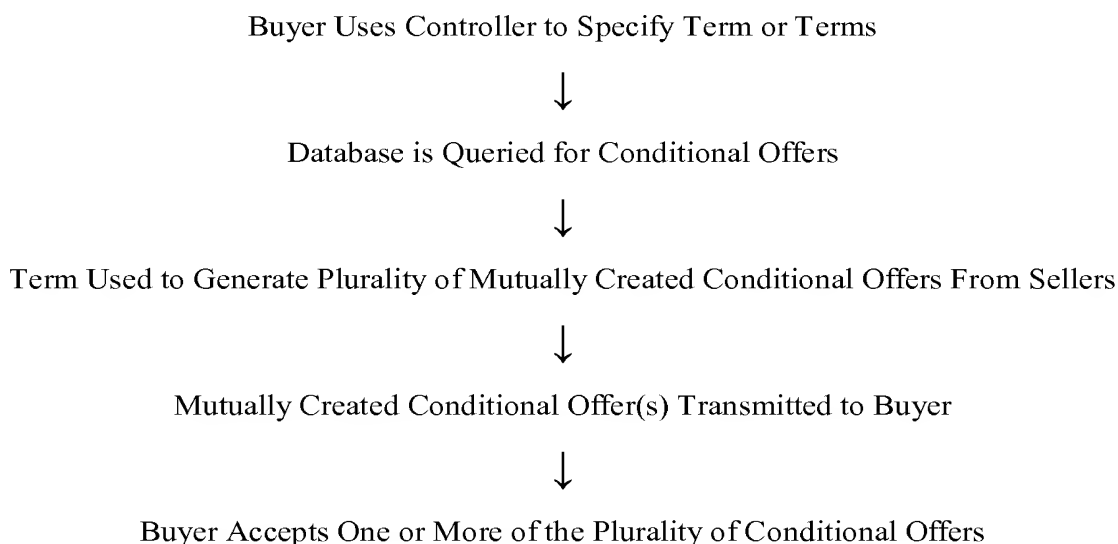 Buyer Uses Controller to Specify Term or Terms
↓
Database is Queried for Conditional Offers
↓
Term Used to Generate Plurality of Mutually Created Conditional Offers From Sellers
↓
Mutually Created Conditional Offer(s) Transmitted to Buyer
↓
Buyer Accepts One or More of the Plurality of Conditional Offers